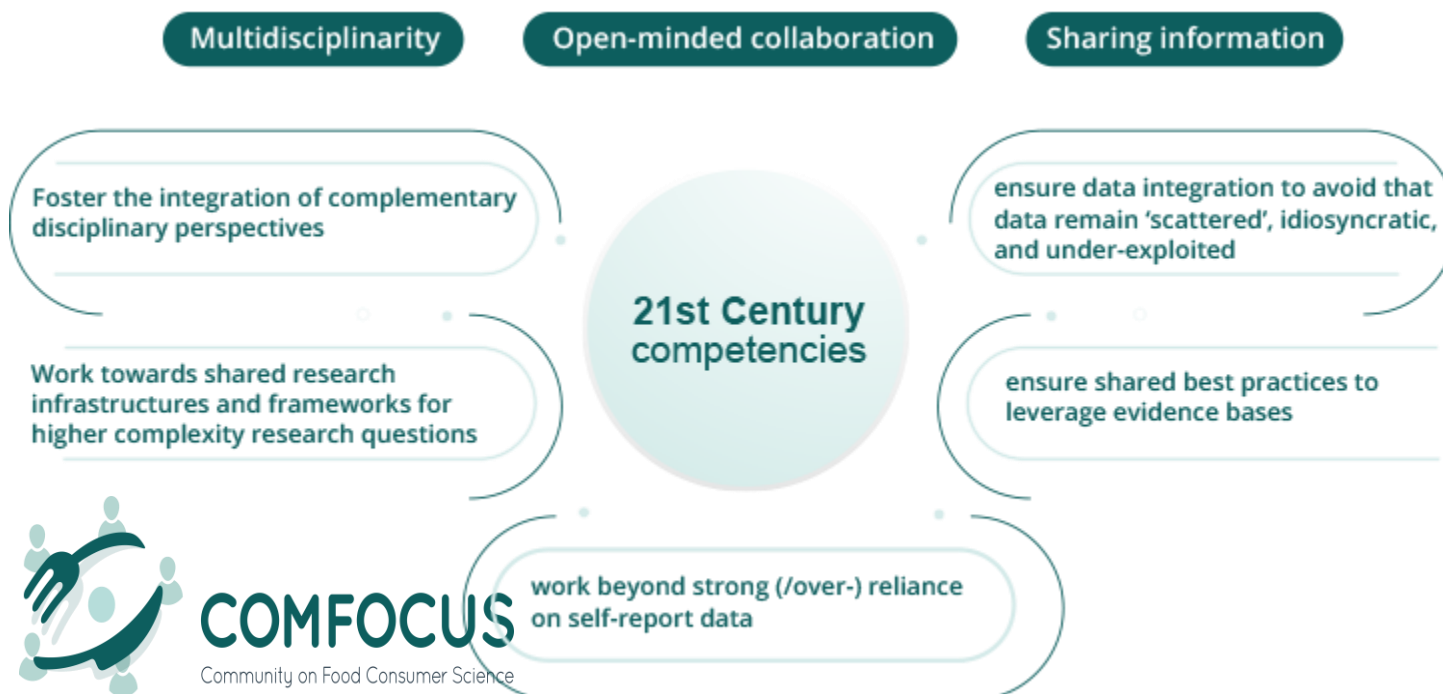 Multidisciplinarity
Open-minded collaboration
Sharing information
Foster the integration of complementary
disciplinary perspectives
ensure data integration to avoid that
data remain ‘scattered’, idiosyncratic,
and under-exploited
21st Century
competencies
Work towards shared research
infrastructures and frameworks for
higher complexity research questions
ensure shared best practices to
leverage evidence bases
work beyond strong (/over-) reliance
on self-report data
COMFOCUS
Community on Food Consumer Science